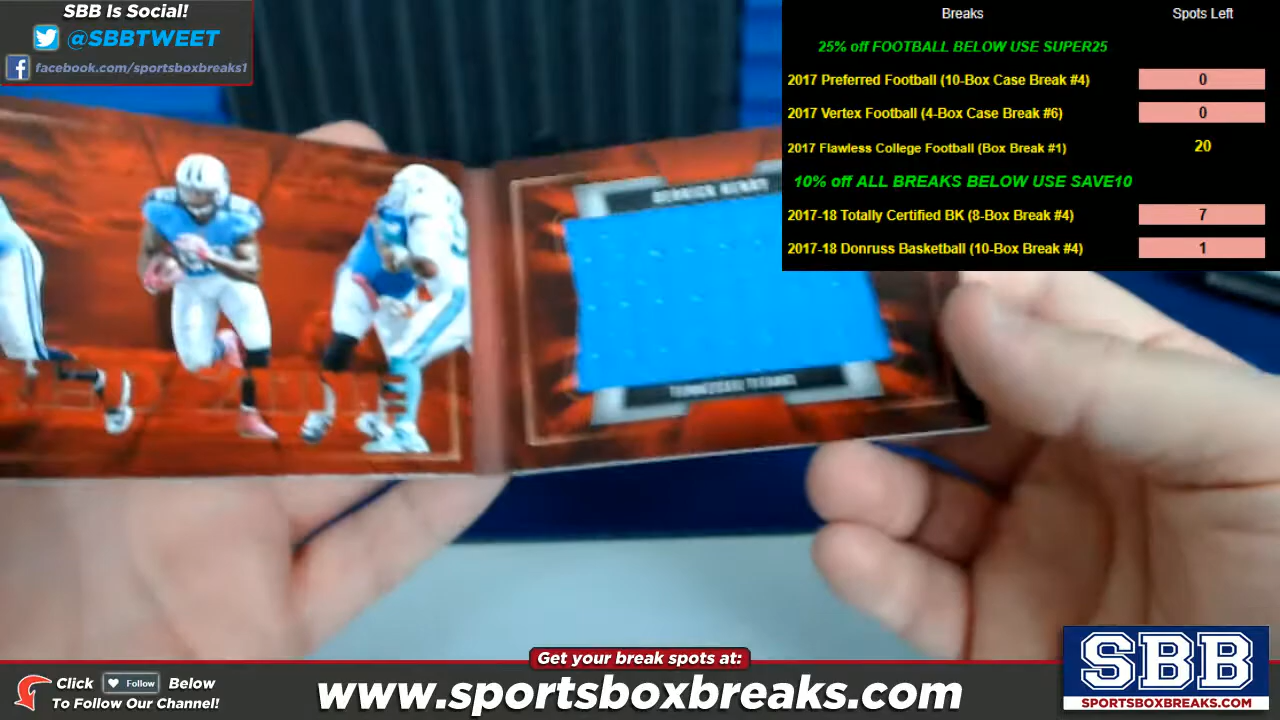 SBB Is Social!
@SBBTWEET
facebook.com/sportsboxbreaks1
Breaks Spots Left
25% off FOOTBALL BELOW USE SUPER25
2017 Preferred Football (10-Box Case Break #4) 0
2017 Vertex Football (4-Box Case Break #6) 0
2017 Flawless College Football (Box Break #1) 20
10% off ALL BREAKS BELOW USE SAVE10
2017-18 Totally Certified BK (8-Box Break #4) 7
2017-18 Donruss Basketball (10-Box Break #4) 1
DERRICK HENRY
TENNESSEE TITANS
Get your break spots at:
Click Follow Below
To Follow Our Channel!
www.sportsboxbreaks.com
SBB
SPORTSBOXBREAKS.COM